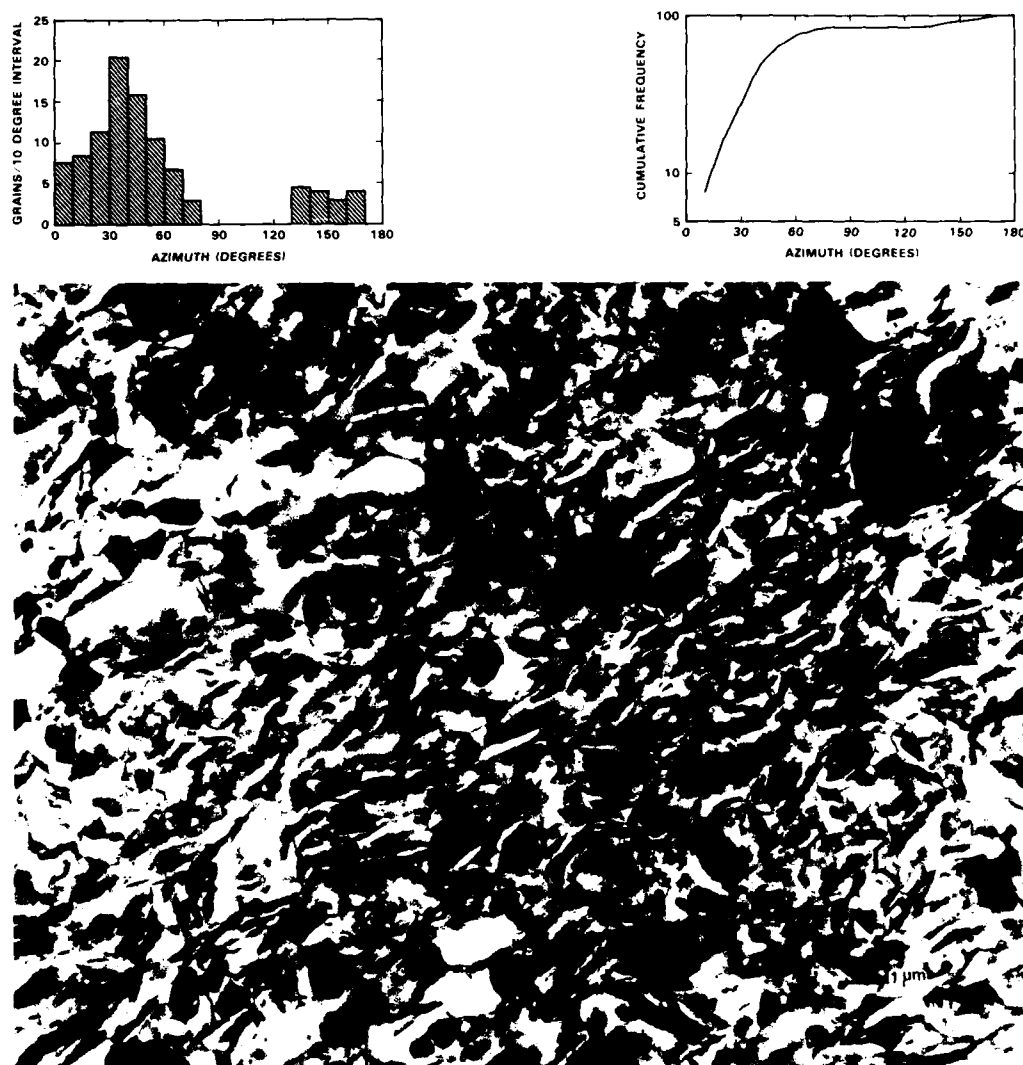 GRAINS/10 DEGREE INTERVAL
25
20
15
10
5
0
0 30 60 90 120 150 180
AZIMUTH (DEGREES)
CUMULATIVE FREQUENCY
100
10
5
0 30 60 90 120 150 180
AZIMUTH (DEGREES)
1 µm